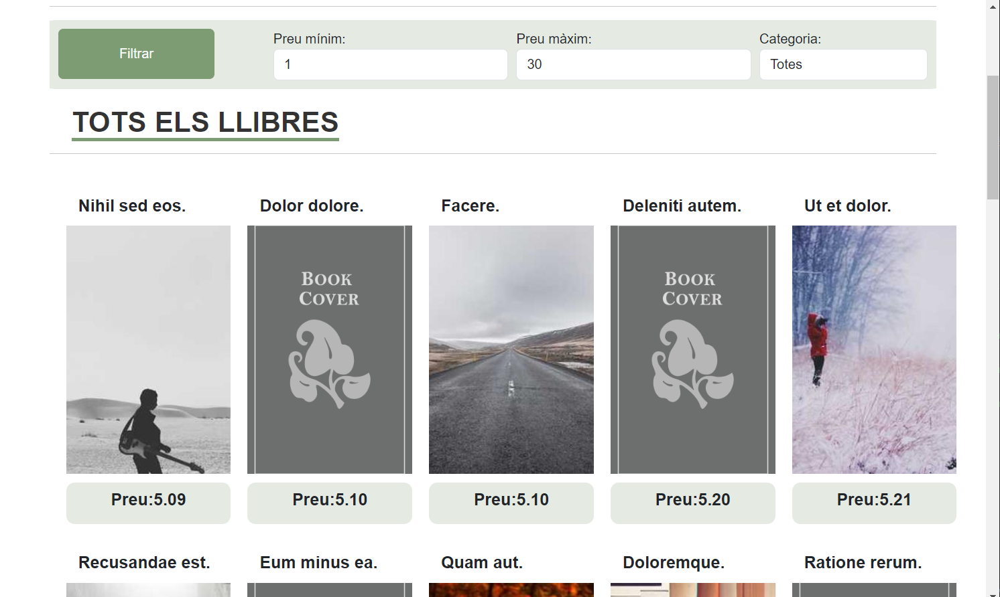 Filtrar
Preu mínim:
Preu màxim:
Categoria:
1
30
Totes
TOTS ELS LLIBRES
Nihil sed eos.
Dolor dolore.
Facere.
Deleniti autem.
Ut et dolor.
BOOK
COVER
BOOK
COVER
Preu:5.09
Preu:5.10
Preu:5.10
Preu:5.20
Preu:5.21
Recusandae est.
Eum minus ea.
Quam aut.
Doloremque.
Ratione rerum.